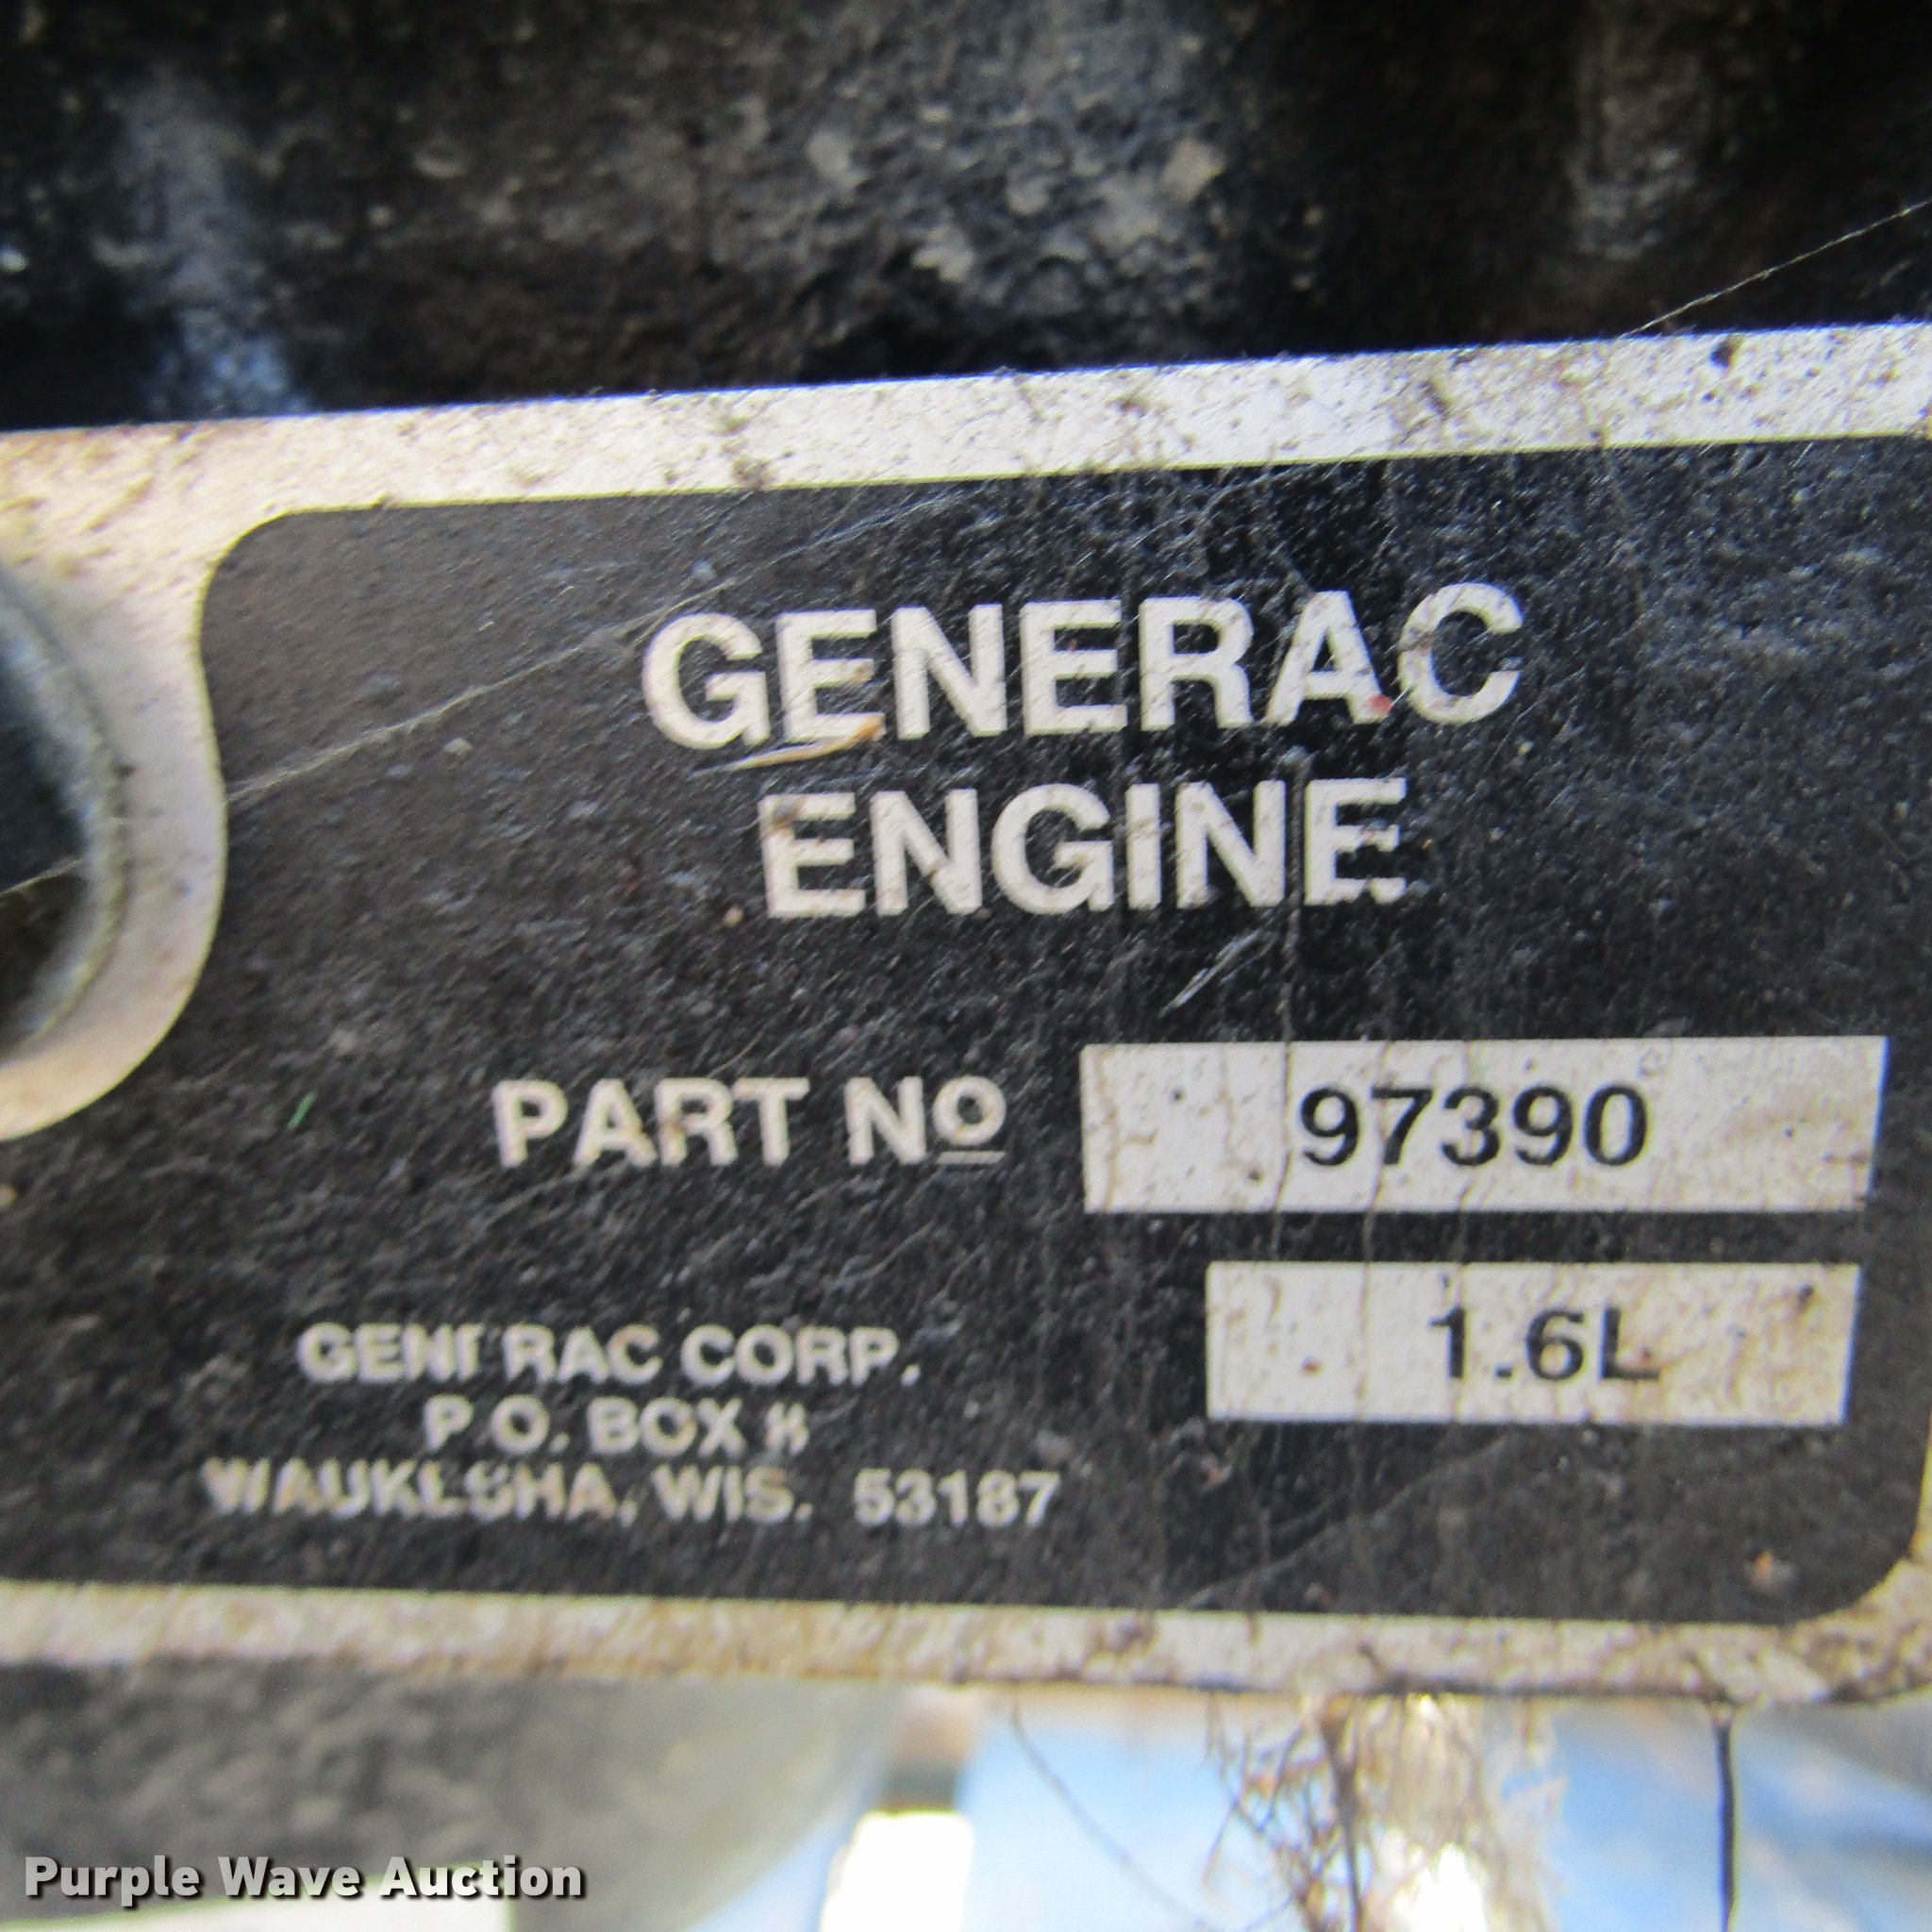 GENERAC
ENGINE
PART Nº 97390
1.6L
GENERAC CORP.
P.O. BOX 8
WAUKESHA, WIS. 53187
Purple Wave Auction